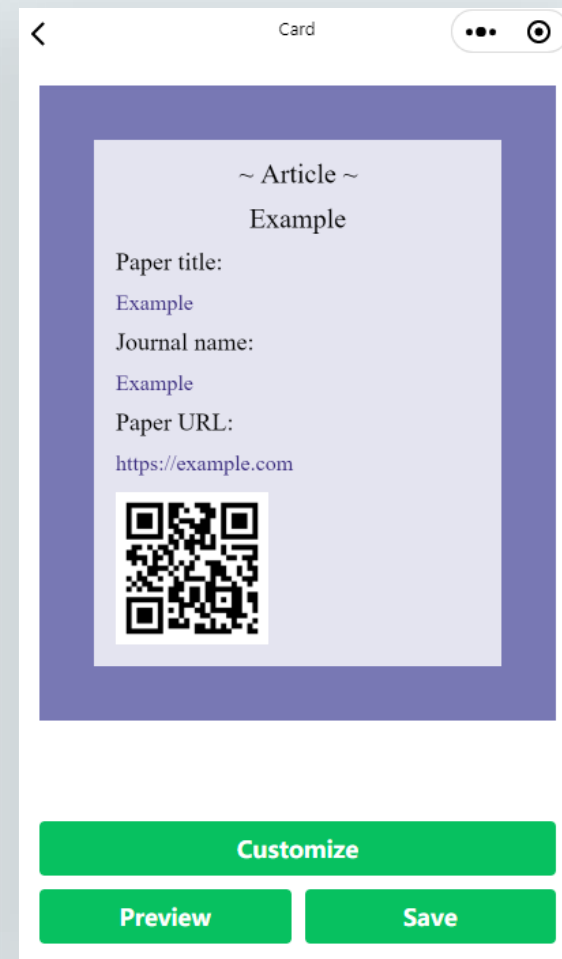 Card
~ Article ~
Example
Paper title:
Example
Journal name:
Example
Paper URL:
https://example.com
Customize
Preview Save